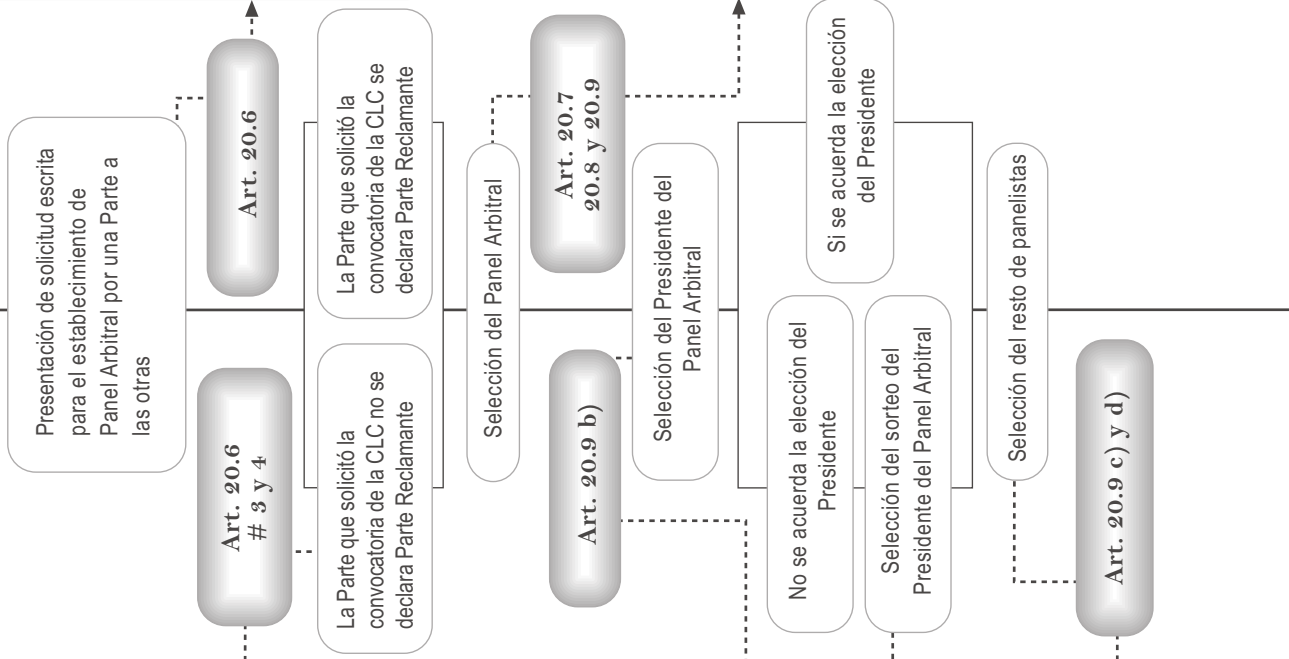 Presentación de solicitud escrita
para el establecimiento de
Panel Arbitral por una Parte a
las otras
Art. 20.6
# 3 y 4
Art. 20.6
La Parte que solicitó la
convocatoria de la CLC no se
declara Parte Reclamante
La Parte que solicitó la
convocatoria de la CLC se
declara Parte Reclamante
Selección del Panel Arbitral
Art. 20.7
20.8 y 20.9
Art. 20.9 b)
Selección del Presidente del
Panel Arbitral
No se acuerda la elección del
Presidente
Si se acuerda la elección
del Presidente
Selección del sorteo del
Presidente del Panel Arbitral
Selección del resto de panelistas
Art. 20.9 c) y d)